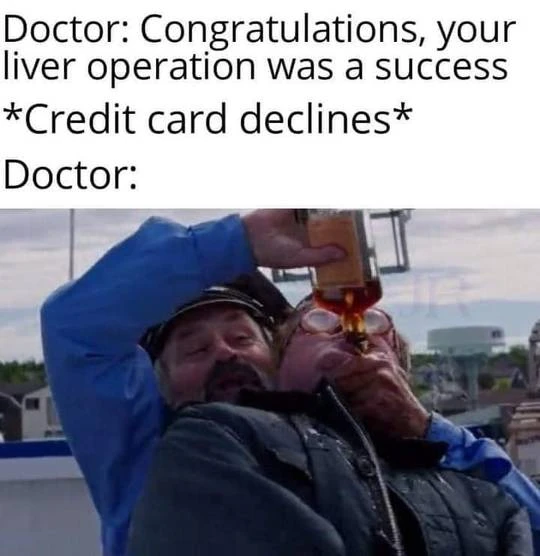 Doctor: Congratulations, your
liver operation was a success
*Credit card declines*
Doctor: